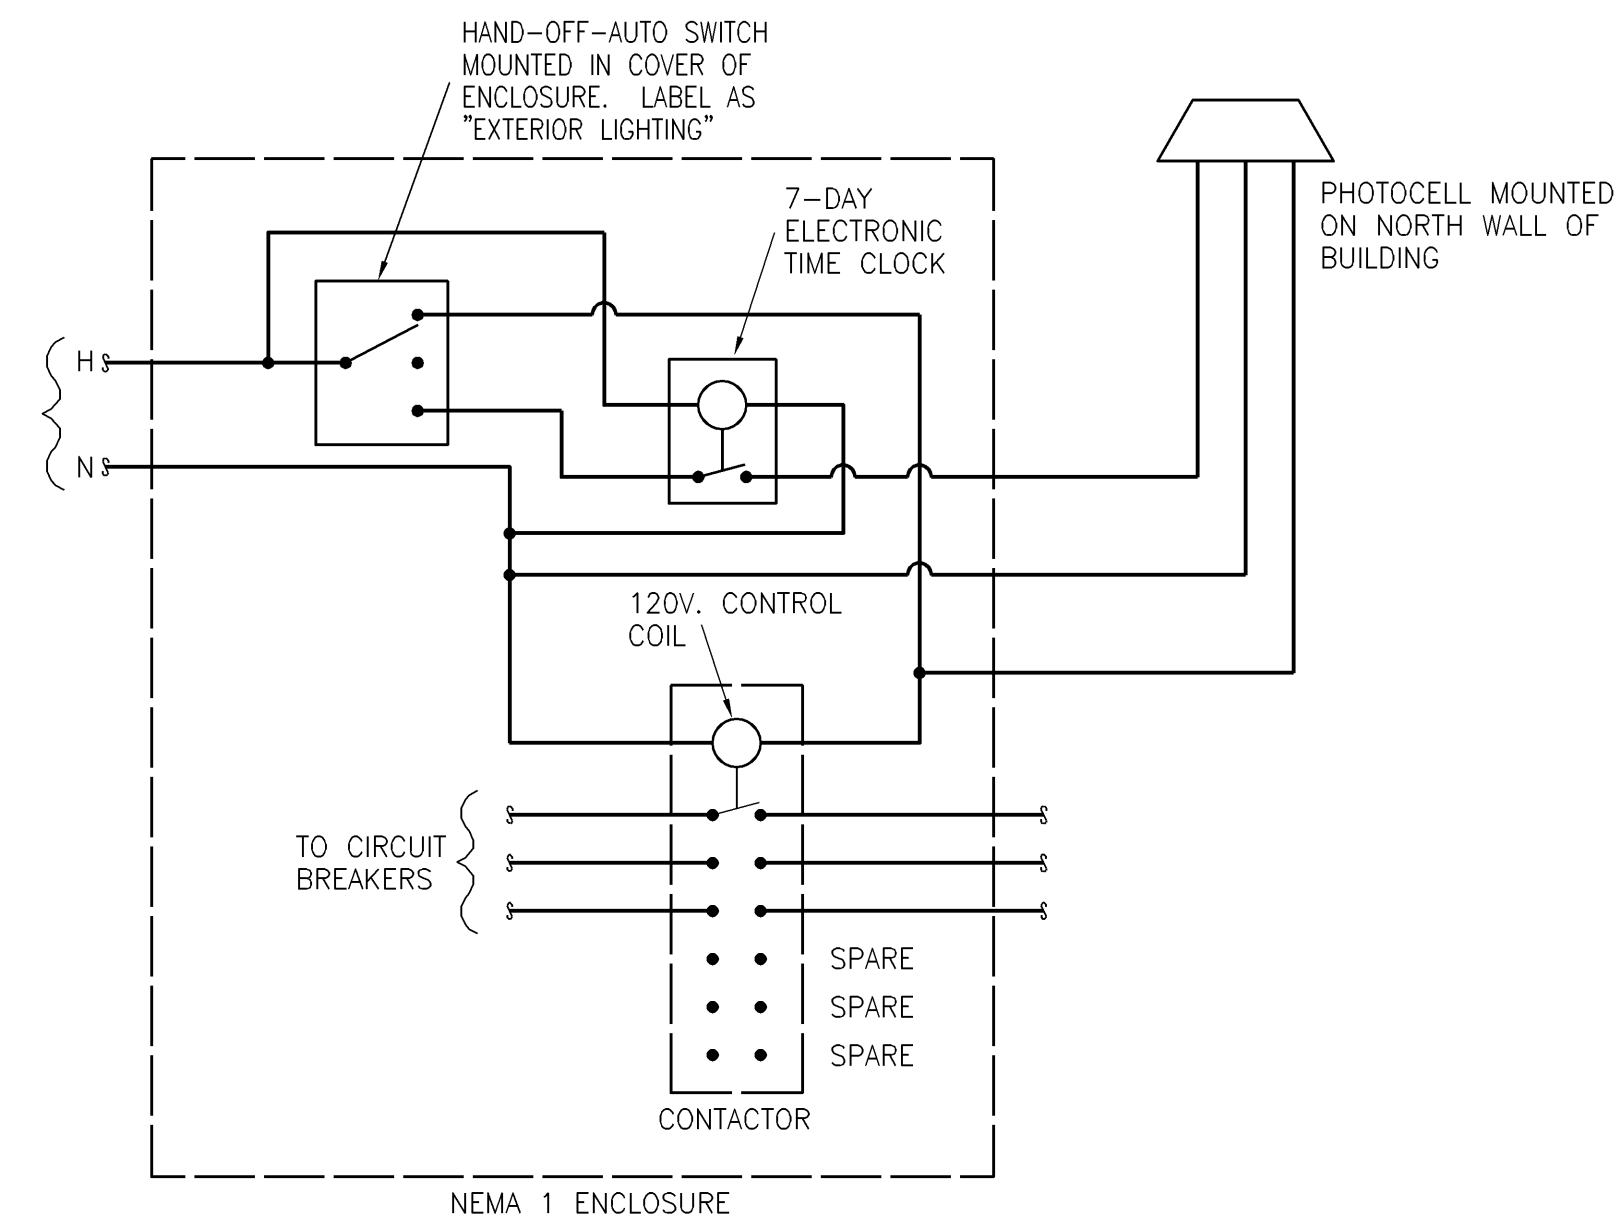 HAND-OFF-AUTO SWITCH
MOUNTED IN COVER OF
ENCLOSURE. LABEL AS
"EXTERIOR LIGHTING"
7-DAY
ELECTRONIC
TIME CLOCK
PHOTOCELL MOUNTED
ON NORTH WALL OF
BUILDING
H
N
120V. CONTROL
COIL
TO CIRCUIT
BREAKERS
SPARE
SPARE
SPARE
CONTACTOR
NEMA 1 ENCLOSURE